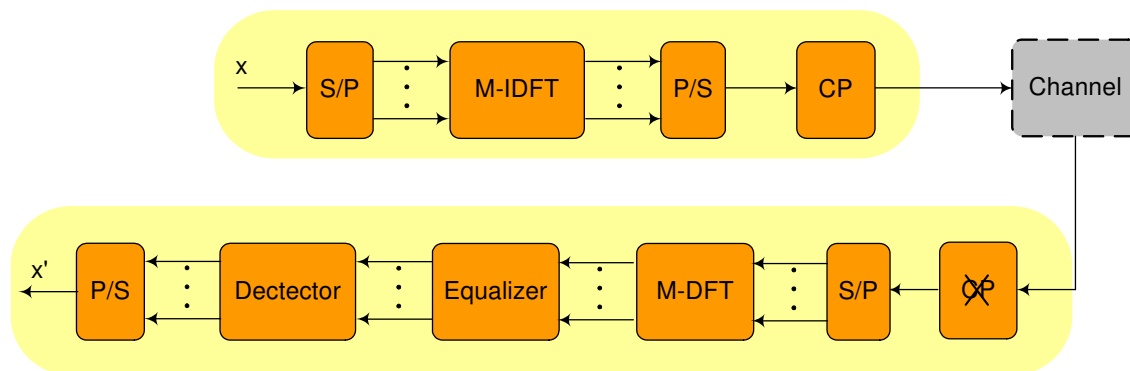 x
S/P
M-IDFT
P/S
CP
Channel
x'
P/S
Dectector
Equalizer
M-DFT
S/P
CP